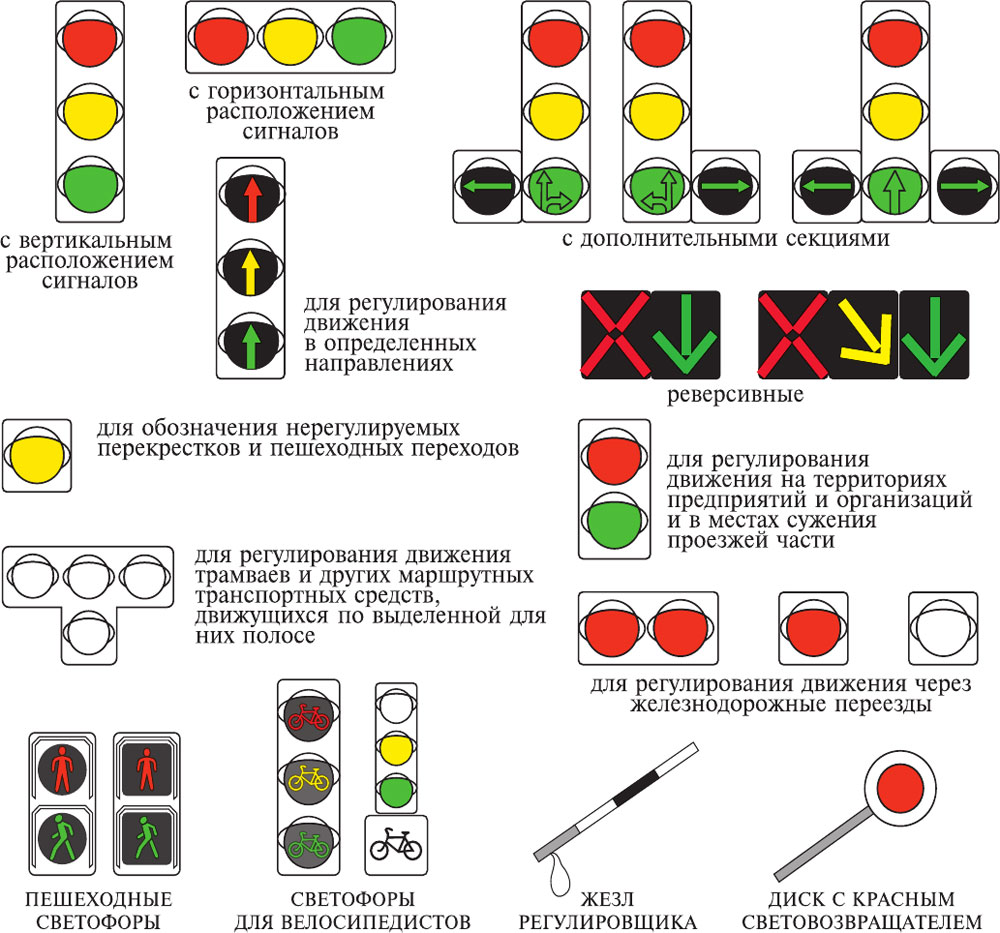 с горизонтальным
расположением
сигналов
с вертикальным
расположением
сигналов
с дополнительными секциями
для регулирования
движения
в определенных
направлениях
реверсивные
для обозначения нерегулируемых
перекрестков и пешеходных переходов
для регулирования
движения на территориях
предприятий и организаций
и в местах сужения
проезжей части
для регулирования движения
трамваев и других маршрутных
транспортных средств,
движущихся по выделенной для
них полосе
для регулирования движения через
железнодорожные переезды
ПЕШЕХОДНЫЕ
СВЕТОФОРЫ
СВЕТОФОРЫ
ДЛЯ ВЕЛОСИПЕДИСТОВ
ЖЕЗЛ
РЕГУЛИРОВЩИКА
ДИСК С КРАСНЫМ
СВЕТОВОЗВРАЩАТЕЛЕМ